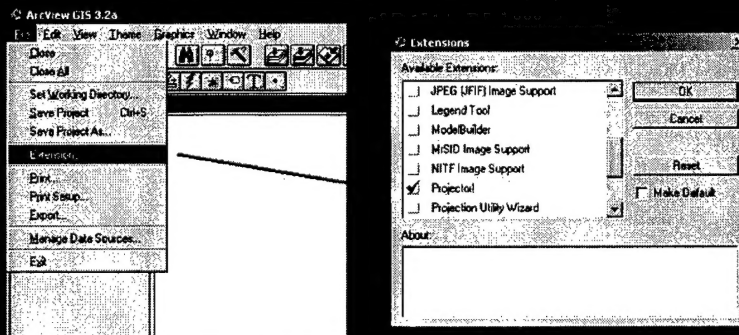 ArcView GIS 3.2a
File Edit View Theme Graphics Window Help
Close
Close All
Set Working Directory...
Save Project Ctrl+S
Save Project As...
Extensions...
Print...
Print Setup...
Export...
Manage Data Sources...
Exit
Extensions
Available Extensions:
JPEG (JFIF) Image Support
Legend Tool
ModelBuilder
MrSID Image Support
NITF Image Support
Projector!
Projection Utility Wizard
OK
Cancel
Reset
Make Default
About: